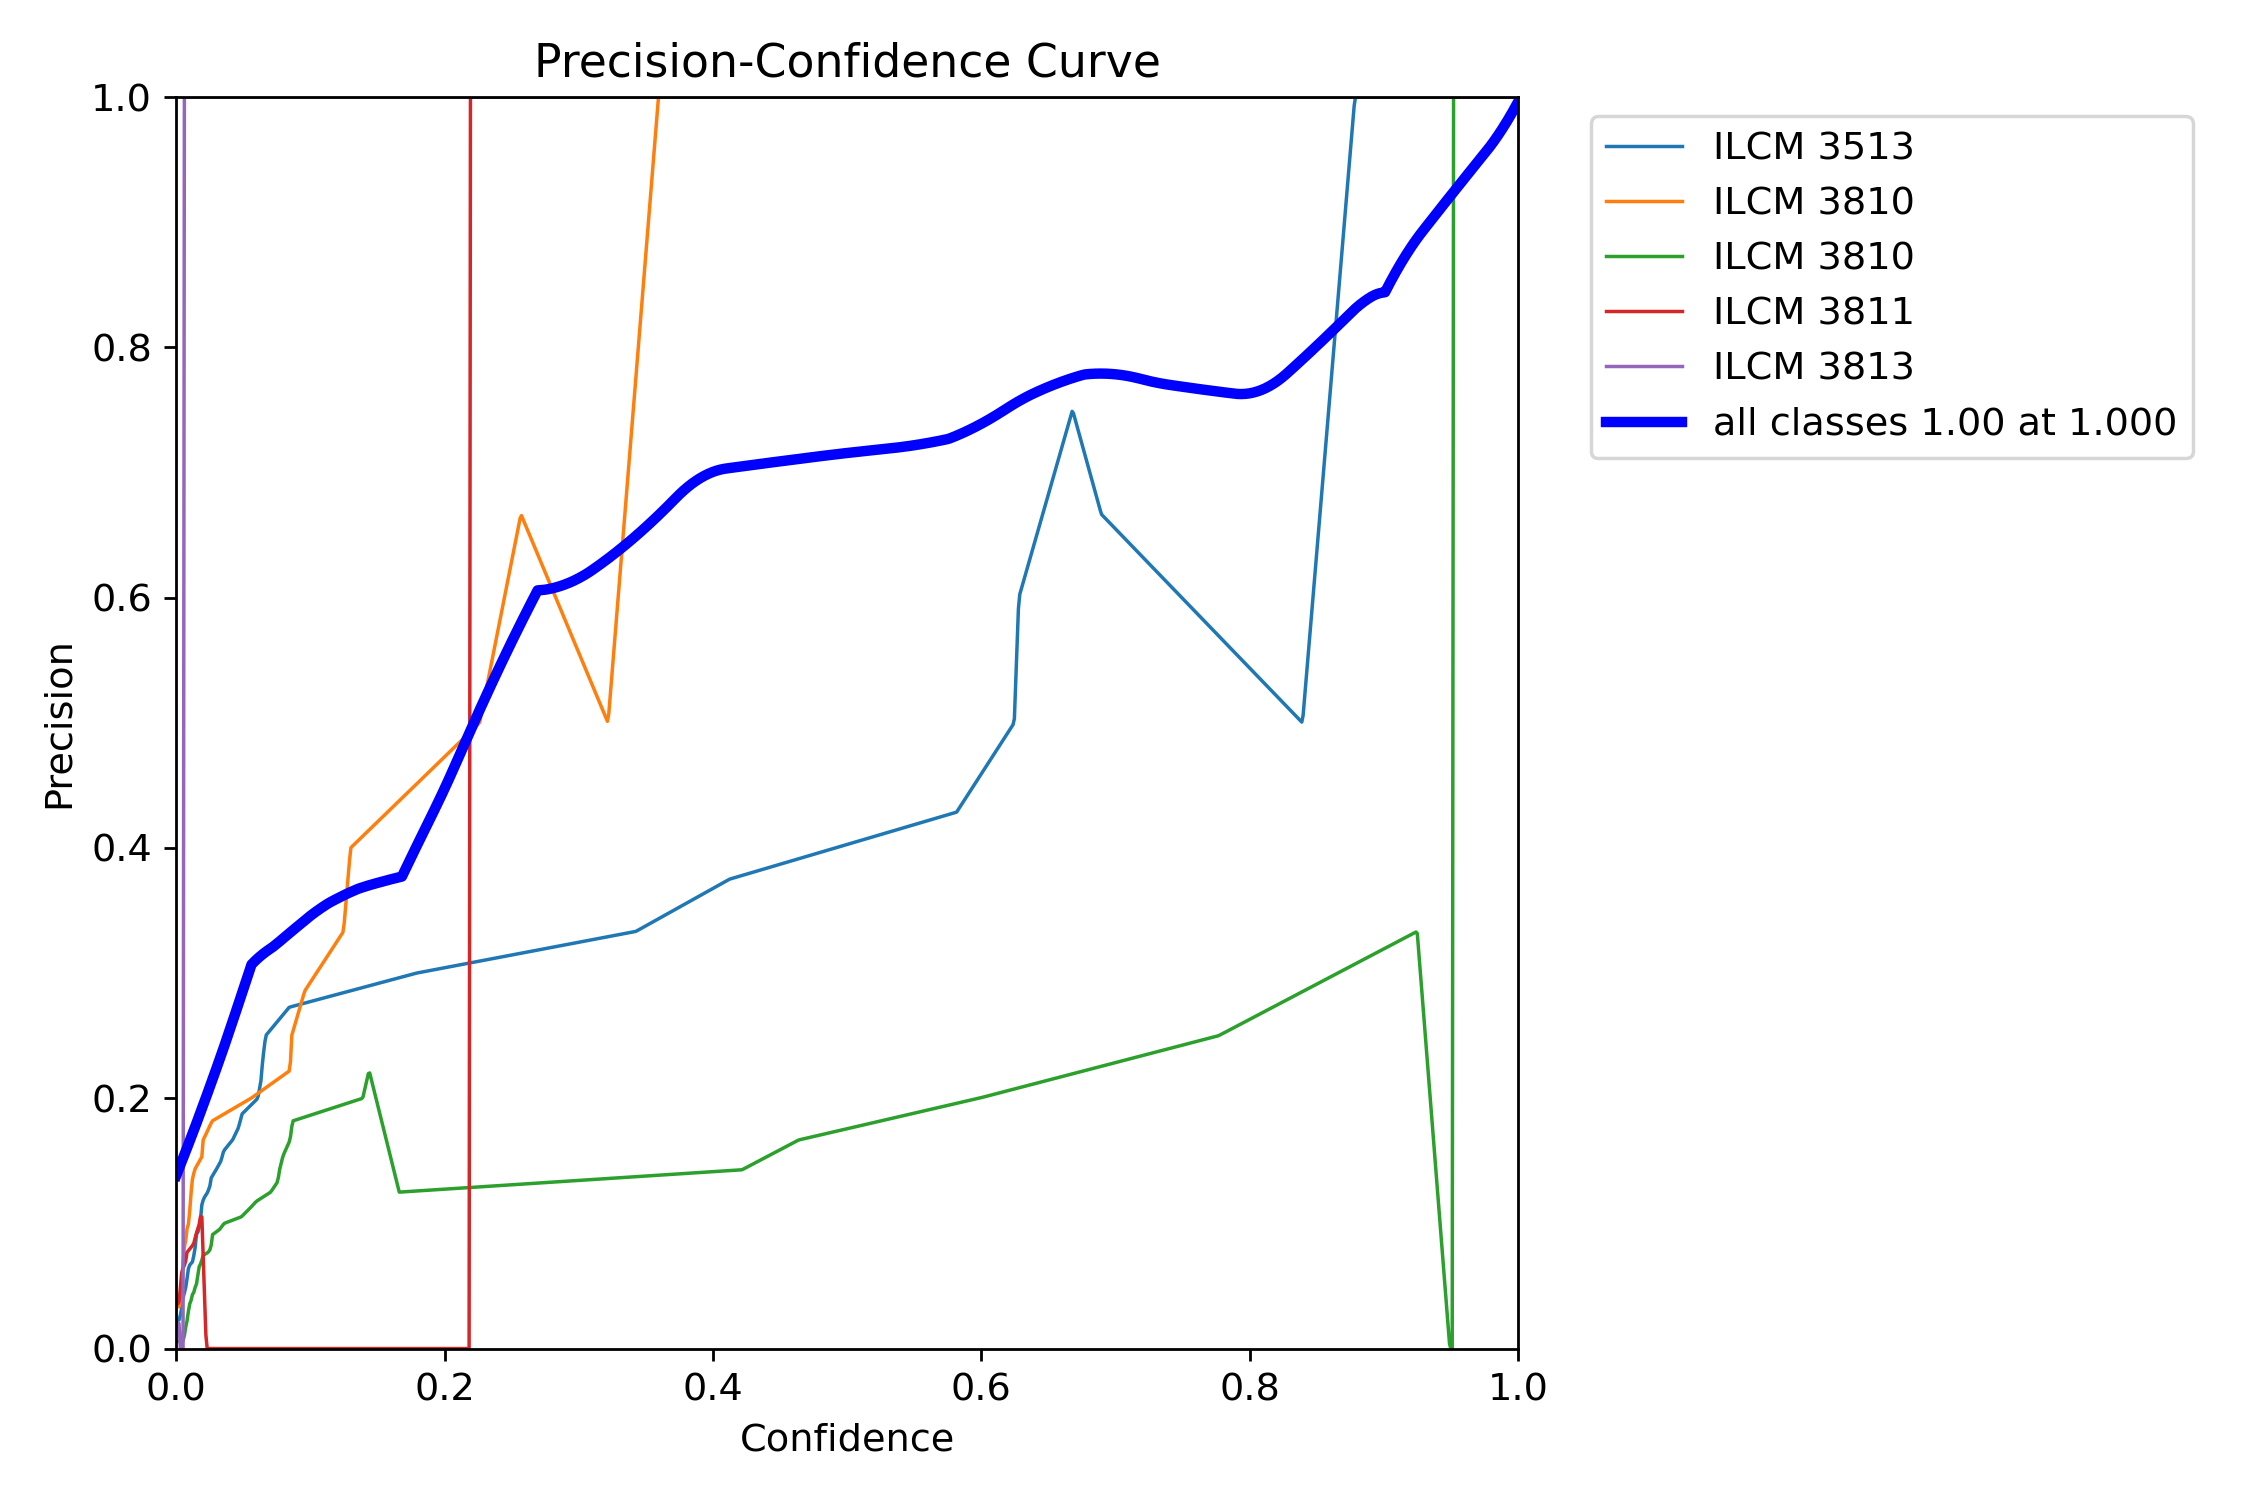 Precision-Confidence Curve
1.0
0.8
0.6
0.4
0.2
0.0
Precision
0.0 0.2 0.4 0.6 0.8 1.0
Confidence
ILCM 3513
ILCM 3810
ILCM 3810
ILCM 3811
ILCM 3813
all classes 1.00 at 1.000